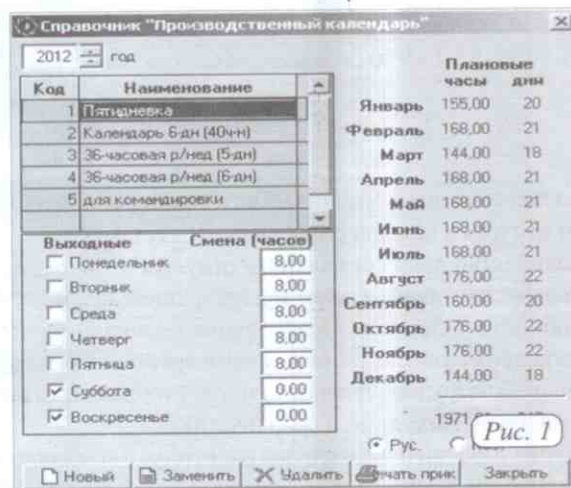 Справочник "Производственный календарь"
2012 год
Код Наименование
1 Пятидневка
2 Календарь 6-дн (40ч-н)
3 36-часовая р/нед (5-дн)
4 36-часовая р/нед (6-дн)
5 для командировки
Выходные Смена (часов)
Понедельник 8,00
Вторник 8,00
Среда 8,00
Четверг 8,00
Пятница 8,00
Суббота 0,00
Воскресенье 0,00
Плановые
часы дни
Январь 155,00 20
Февраль 168,00 21
Март 144,00 18
Апрель 168,00 21
Май 168,00 21
Июнь 168,00 21
Июль 168,00 21
Август 176,00 22
Сентябрь 160,00 20
Октябрь 176,00 22
Ноябрь 176,00 22
Декабрь 144,00 18
Рис. 1
Рус.
Новый Заменить Удалить Печать прик Закрыть